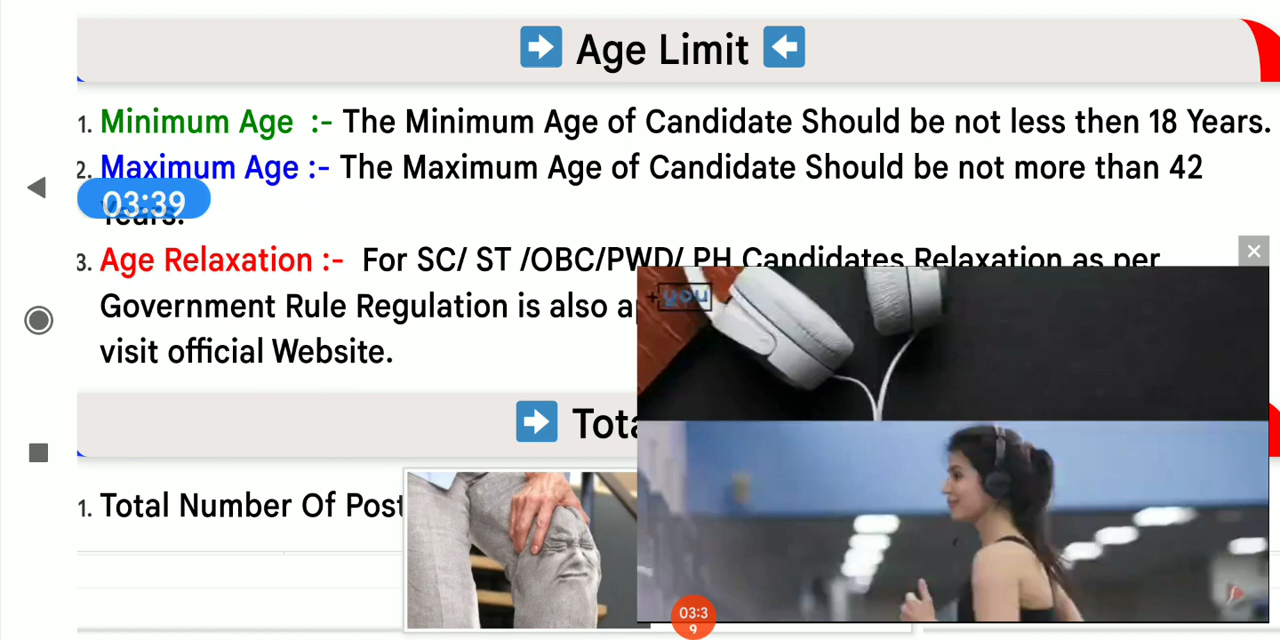 Age Limit
1. Minimum Age :- The Minimum Age of Candidate Should be not less then 18 Years.
2. Maximum Age :- The Maximum Age of Candidate Should be not more than 42
Years.
03:39
3. Age Relaxation :- For SC/ ST /OBC/PWD/ PH Candidates Relaxation as per
Government Rule Regulation is also
visit official Website.
+you
1. Total Number Of Post
03:3
9